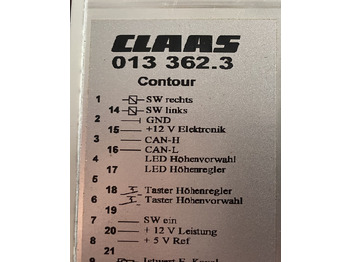 CLAAS
013 362.3
Contour
1 SW rechts
14 SW links
2 GND
15 +12 V Elektronik
3 CAN-H
16 CAN-L
4 LED Höhenvorwahl
17 LED Höhenregler
5
18 Taster Höhenregler
6 Taster Höhenvorwahl
19
7 SW ein
20 + 12 V Leistung
8 + 5 V Ref
21